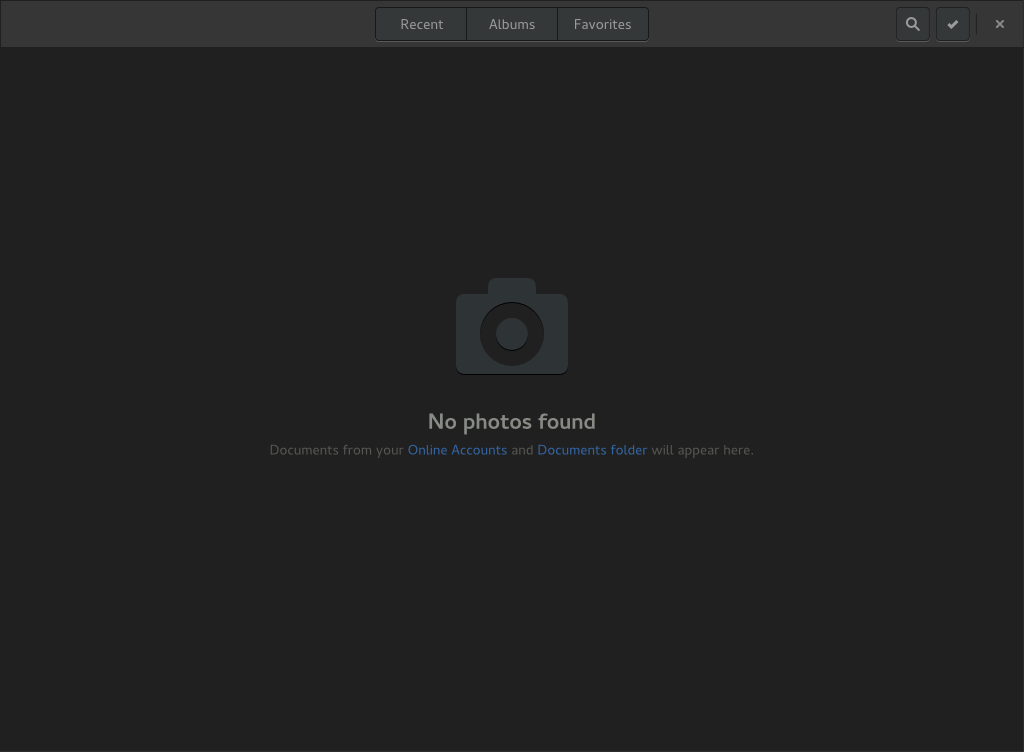 Recent Albums Favorites
No photos found
Documents from your Online Accounts and Documents folder will appear here.